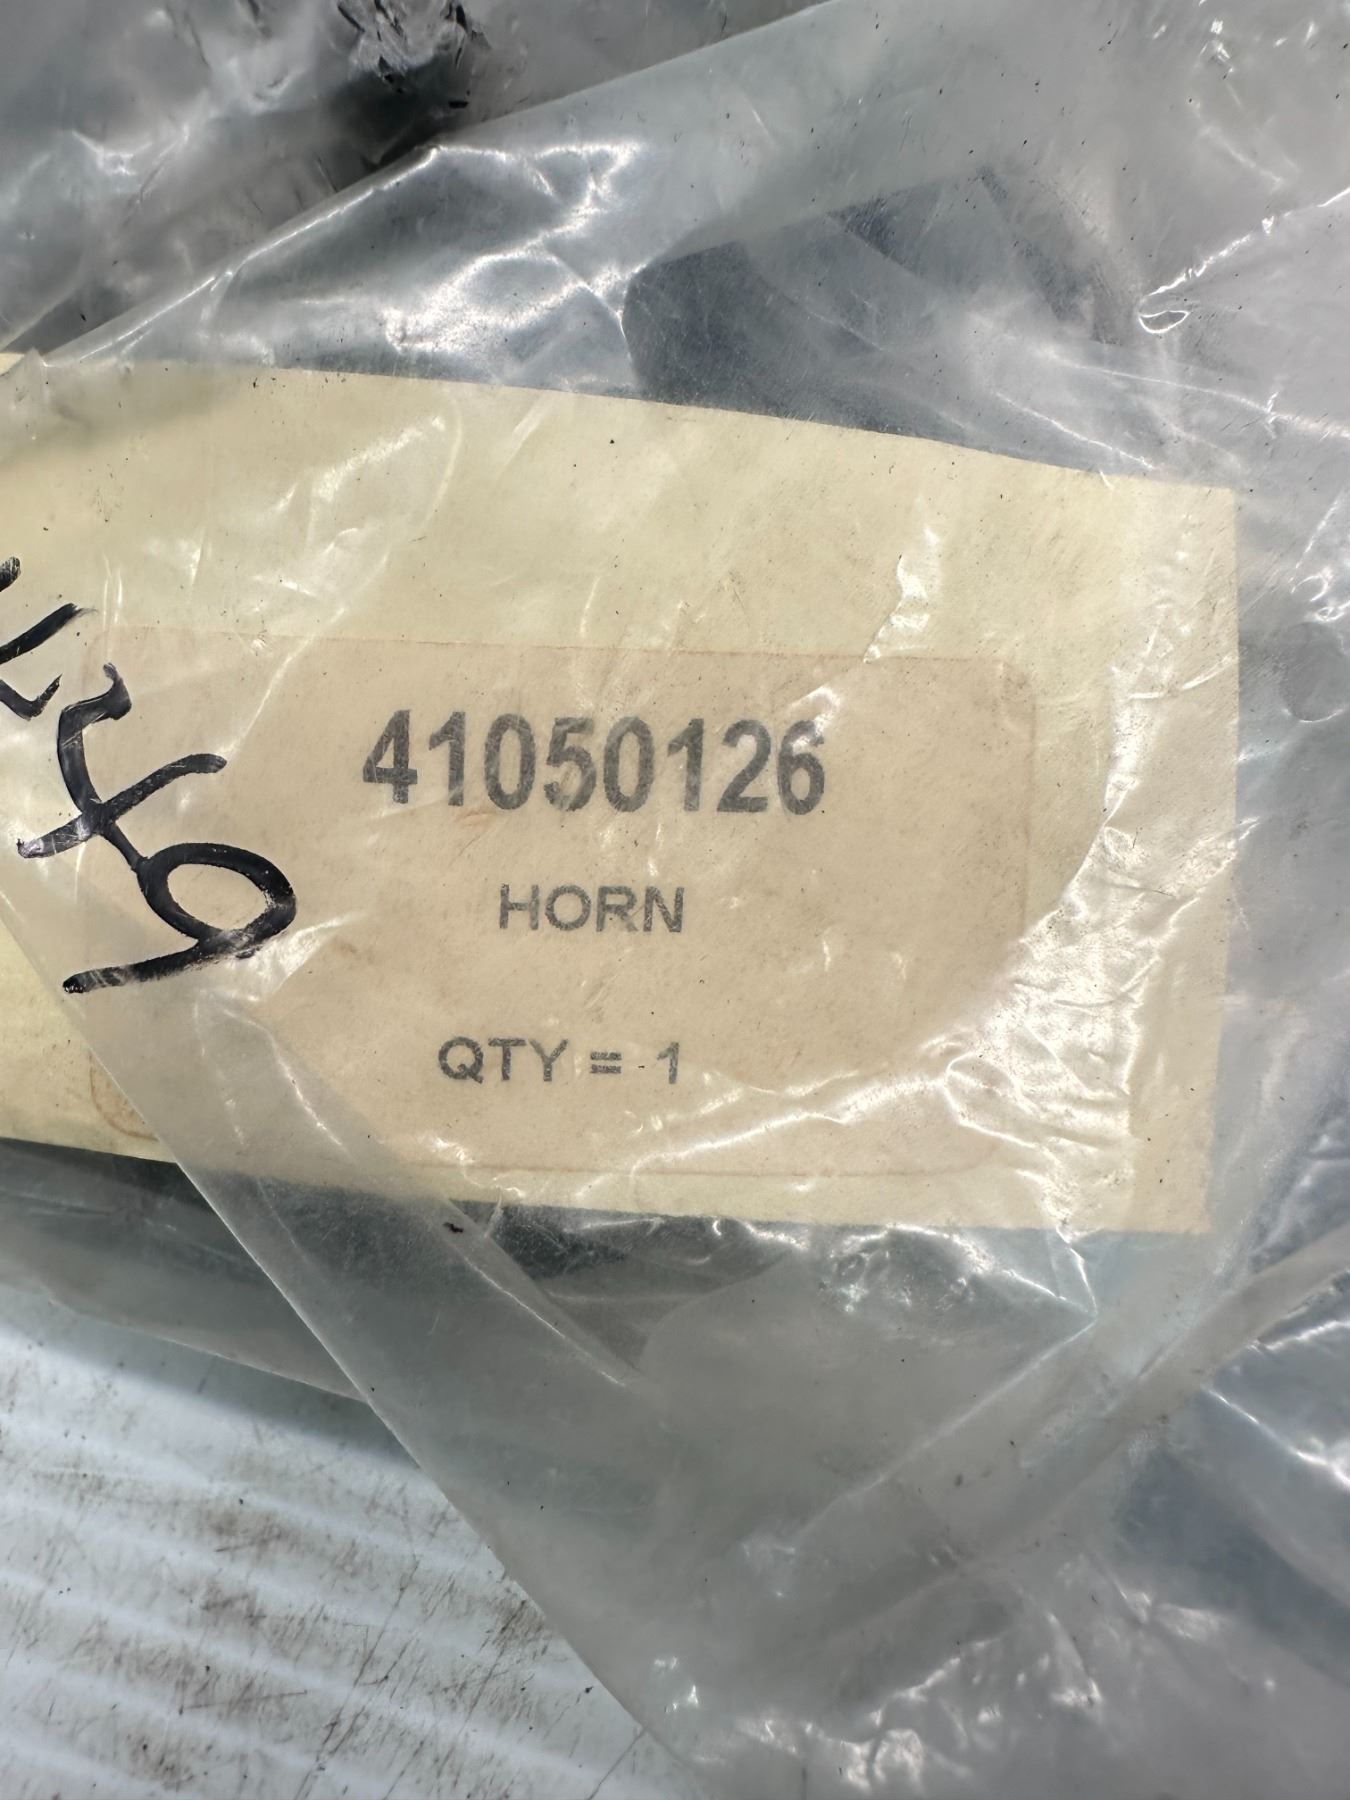 41050126
HORN
QTY = 1